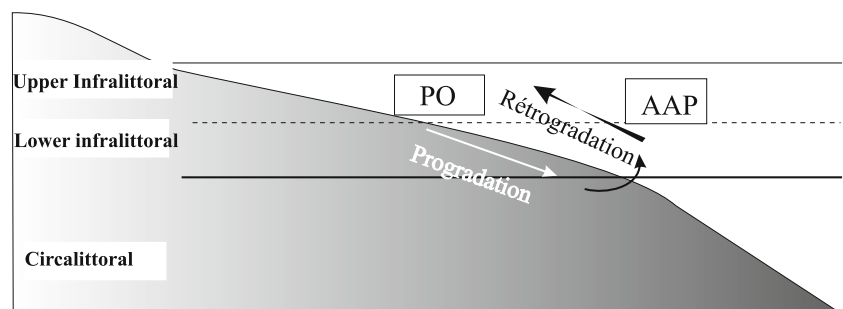 Upper Infralittoral
PO
Rétrogradation
AAP
Lower infralittoral
Progradation
Circalittoral